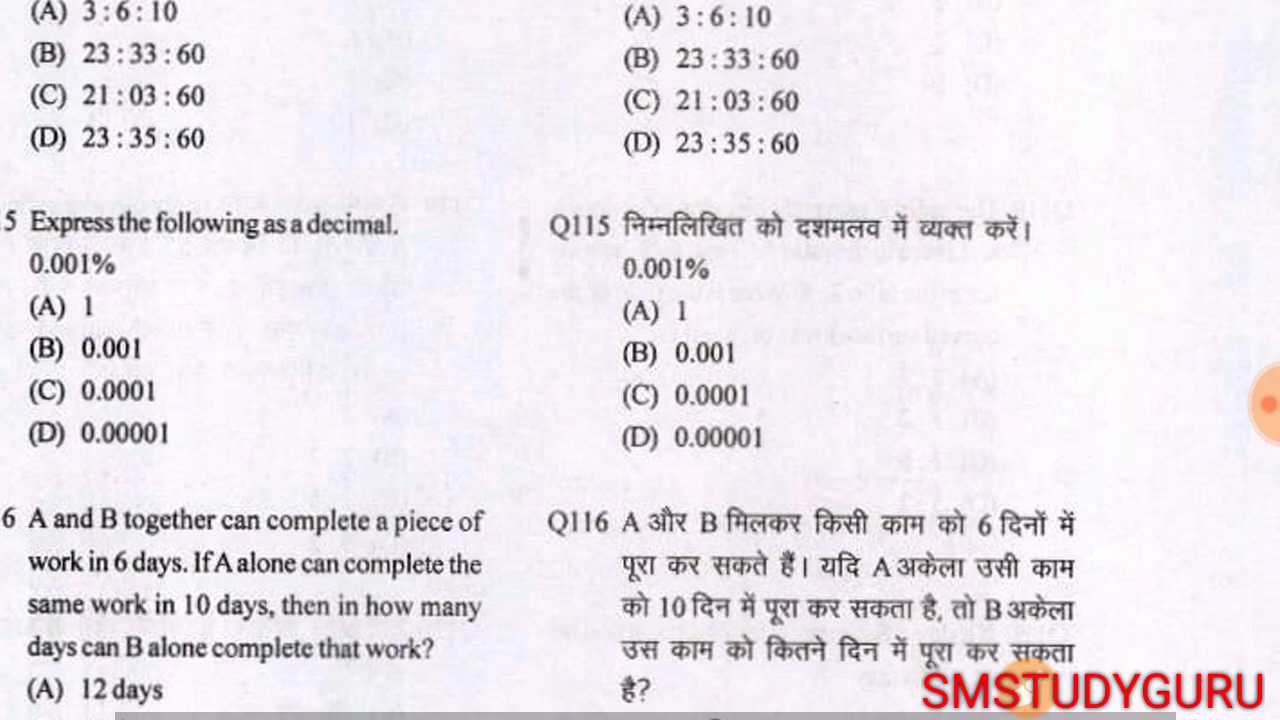 (A) 3 : 6 : 10
(B) 23 : 33 : 60
(C) 21 : 03 : 60
(D) 23 : 35 : 60
5 Express the following as a decimal.
0.001%
(A) 1
(B) 0.001
(C) 0.0001
(D) 0.00001
6 A and B together can complete a piece of
work in 6 days. If A alone can complete the
same work in 10 days, then in how many
days can B alone complete that work?
(A) 12 days
(A) 3 : 6 : 10
(B) 23 : 33 : 60
(C) 21 : 03 : 60
(D) 23 : 35 : 60
Q115 निम्नलिखित को दशमलव में व्यक्त करें।
0.001%
(A) 1
(B) 0.001
(C) 0.0001
(D) 0.00001
Q116 A और B मिलकर किसी काम को 6 दिनों में
पूरा कर सकते हैं। यदि A अकेला उसी काम
को 10 दिन में पूरा कर सकता है, तो B अकेला
उस काम को कितने दिन में पूरा कर सकता
है?
SMSTUDYGURU